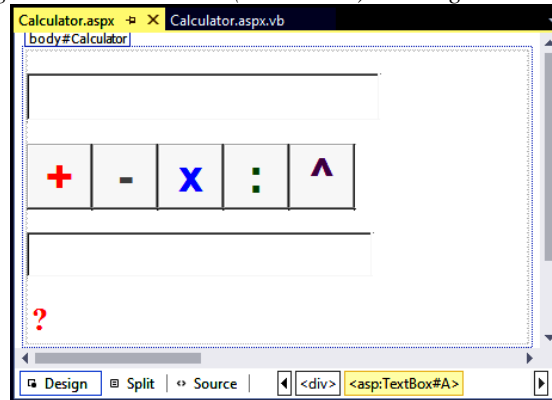 Calculator.aspx Calculator.aspx.vb
body#Calculator
+ - x : ^
?
Design Split Source <div> <asp:TextBox#A>